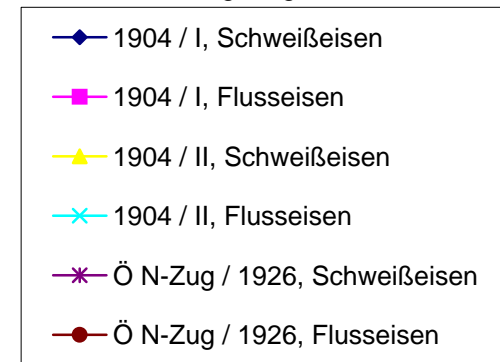 1904 / I, Schweißeisen
1904 / I, Flusseisen
1904 / II, Schweißeisen
1904 / II, Flusseisen
Ö N-Zug / 1926, Schweißeisen
Ö N-Zug / 1926, Flusseisen